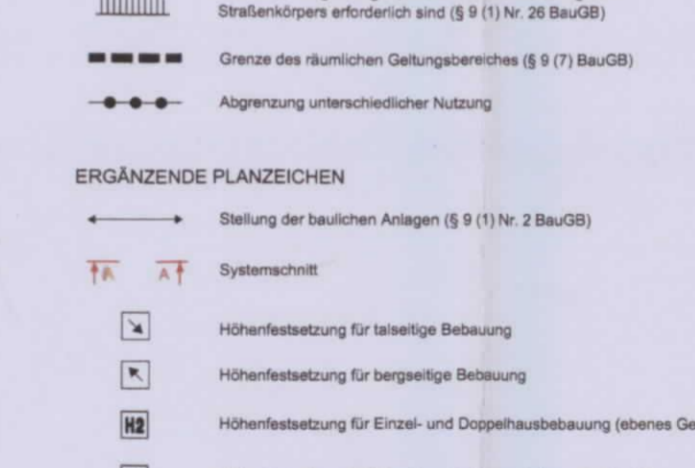 Straßenkörpers erforderlich sind (§ 9 (1) Nr. 26 BauGB)
Grenze des räumlichen Geltungsbereiches (§ 9 (7) BauGB)
Abgrenzung unterschiedlicher Nutzung
ERGÄNZENDE PLANZEICHEN
Stellung der baulichen Anlagen (§ 9 (1) Nr. 2 BauGB)
A A Systemschnitt
Höhenfestsetzung für talseitige Bebauung
Höhenfestsetzung für bergseitige Bebauung
H2 Höhenfestsetzung für Einzel- und Doppelhausbebauung (ebenes Ge